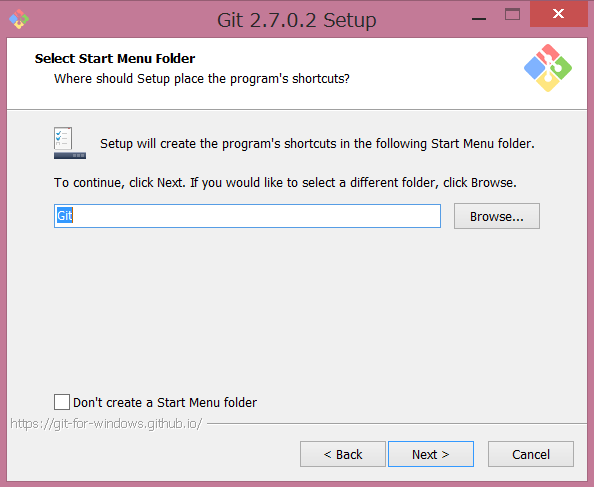 Git 2.7.0.2 Setup
Select Start Menu Folder
Where should Setup place the program's shortcuts?
Setup will create the program's shortcuts in the following Start Menu folder.
To continue, click Next. If you would like to select a different folder, click Browse.
Git
Browse...
Don't create a Start Menu folder
https://git-for-windows.github.io/
< Back
Next >
Cancel